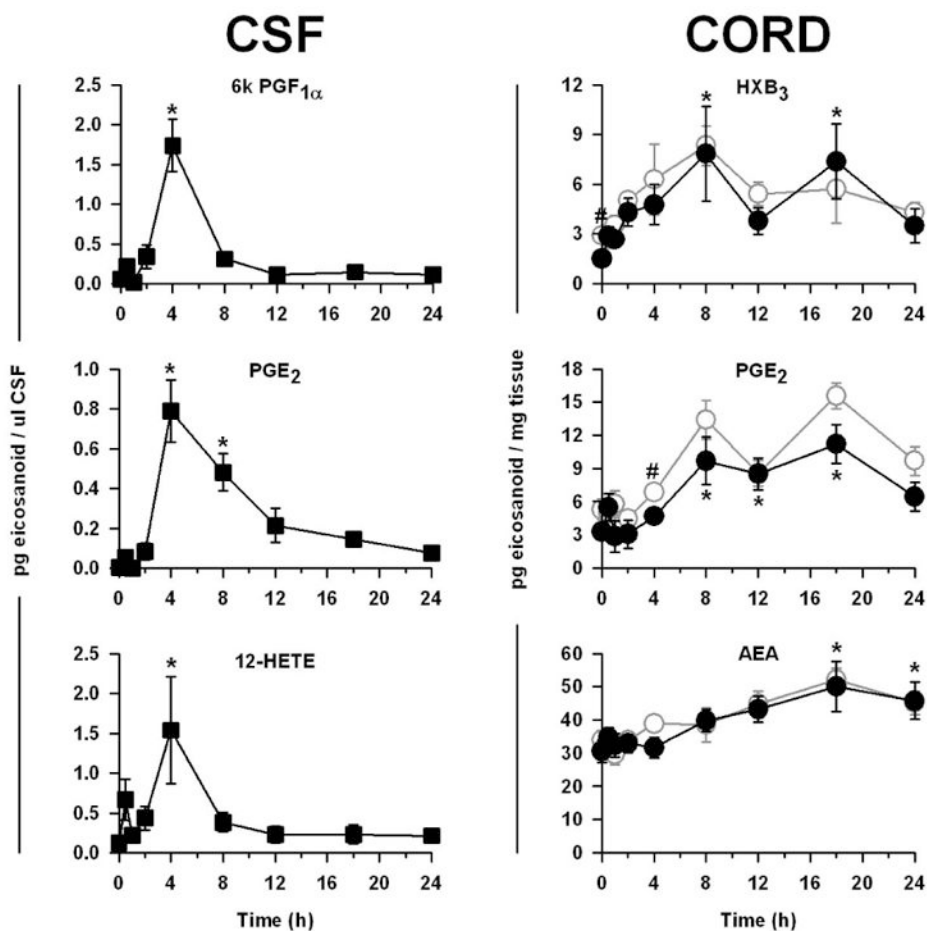 CSF
CORD
6k PGF1α
2.5
2.0
1.5
1.0
0.5
0.0
*
0 4 8 12 16 20 24
HXB3
12
9
6
3
0
#
*
*
0 4 8 12 16 20 24
pg eicosanoid / ul CSF
pg eicosanoid / mg tissue
PGE2
1.0
0.8
0.6
0.4
0.2
0.0
*
*
0 4 8 12 16 20 24
PGE2
18
15
12
9
6
3
0
#
*
*
*
0 4 8 12 16 20 24
12-HETE
2.5
2.0
1.5
1.0
0.5
0.0
*
0 4 8 12 16 20 24
Time (h)
AEA
60
50
40
30
20
10
0
*
*
0 4 8 12 16 20 24
Time (h)